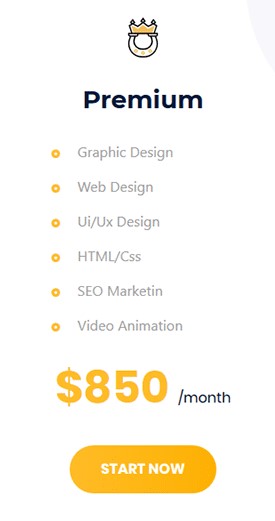 Premium
Graphic Design
Web Design
Ui/Ux Design
HTML/Css
SEO Marketin
Video Animation
$850 /month
START NOW